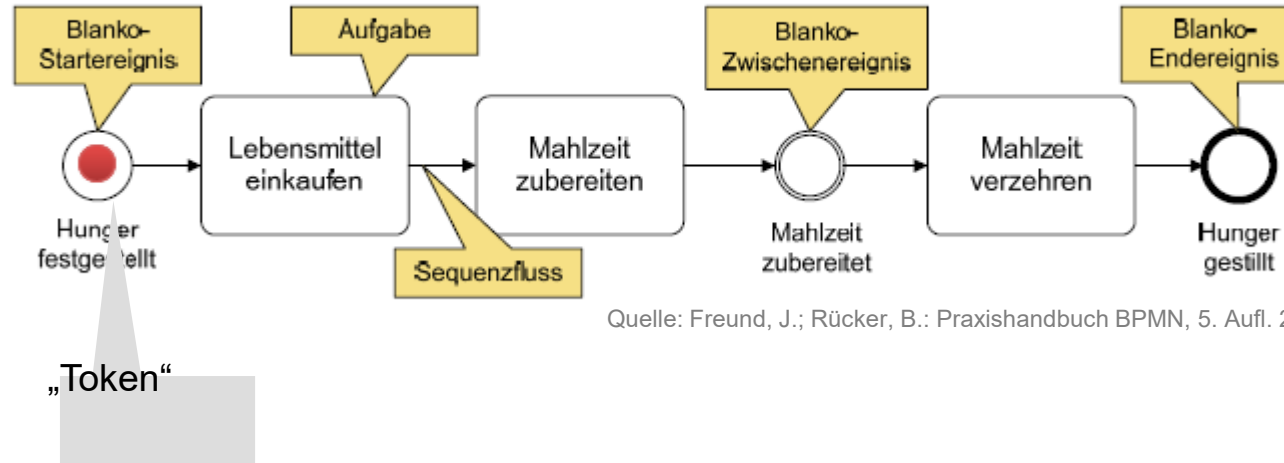 Blanko-
Startereignis
Aufgabe
Blanko-
Zwischenereignis
Blanko-
Endereignis
Lebensmittel
einkaufen
Mahlzeit
zubereiten
Mahlzeit
verzehren
Hunger
festgestellt
Sequenzfluss
Mahlzeit
zubereitet
Hunger
gestillt
Quelle: Freund, J.; Rücker, B.: Praxishandbuch BPMN, 5. Aufl.
„Token“